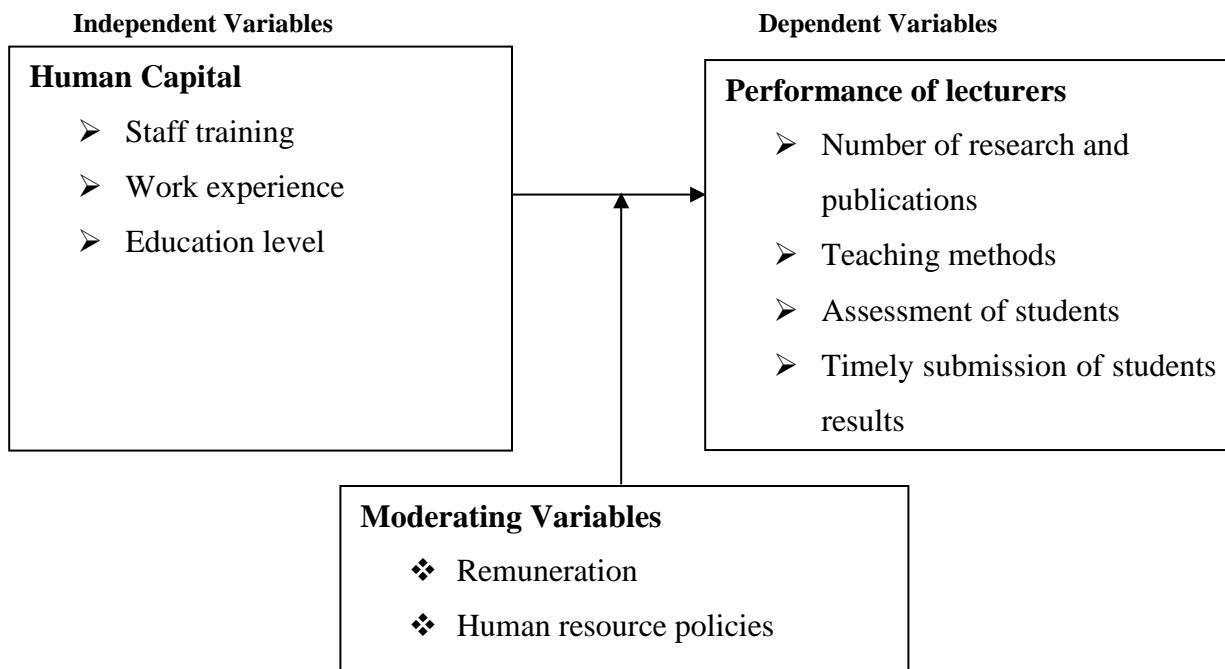 Independent Variables
Human Capital
➢ Staff training
➢ Work experience
➢ Education level
Dependent Variables
Performance of lecturers
➢ Number of research and
publications
➢ Teaching methods
➢ Assessment of students
➢ Timely submission of students
results
Moderating Variables
❖ Remuneration
❖ Human resource policies